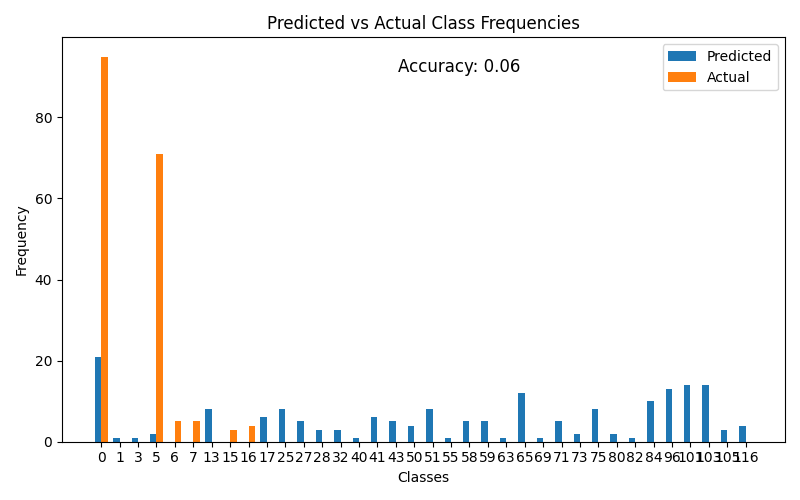 Predicted vs Actual Class Frequencies
Accuracy: 0.06
Predicted
Actual
Frequency
80
60
40
20
0
0 1 3 5 6 7 13 15 16 17 25 27 28 32 40 41 43 50 51 55 58 59 63 65 69 71 73 75 80 82 84 96 101 103 105 116
Classes